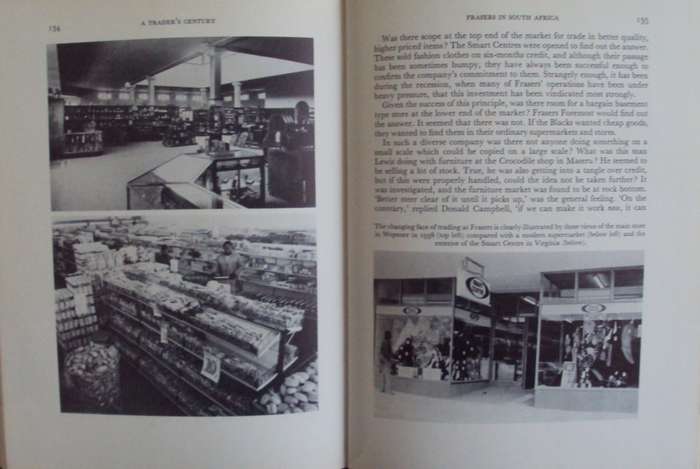 154
A TRADER'S CENTURY
FRASERS IN SOUTH AFRICA
155
Was there scope at the top end of the market for trade in better quality,
higher priced items? The Smart Centres were opened to find out the answer.
These sold fashion clothes on six-months credit, and although their passage
has been sometimes bumpy, they have always been successful enough to
confirm the company's commitment to them. Strangely enough, it has been
during the recession, when many of Frasers' operations have been under
heavy pressure, that this investment has been vindicated most strongly.
Given the success of this principle, was there room for a bargain basement
type store at the lower end of the market? Frasers Foremost would find out
the answer. It seemed that there was not. If the Blacks wanted cheap goods,
they wanted to find them in their ordinary supermarkets and stores.
In such a diverse company was there not anyone doing something on a
small scale which could be copied on a large scale? What was this man
Lewis doing with furniture at the Crocodile shop in Maseru? He seemed to
be selling a lot of stock. True, he was also getting into a tangle over credit,
but if this were properly handled, could the idea not be taken further? It
was investigated, and the furniture market was found to be at rock bottom.
'Better steer clear of it until it picks up,' was the general feeling. 'On the
contrary,' replied Donald Campbell, 'if we can make it work now, it can
The changing face of trading as Frasers is clearly illustrated by these views of the main store
in Wepener in 1958 (top left) compared with a modern supermarket (below left) and the
exterior of the Smart Centre in Virginia (below).